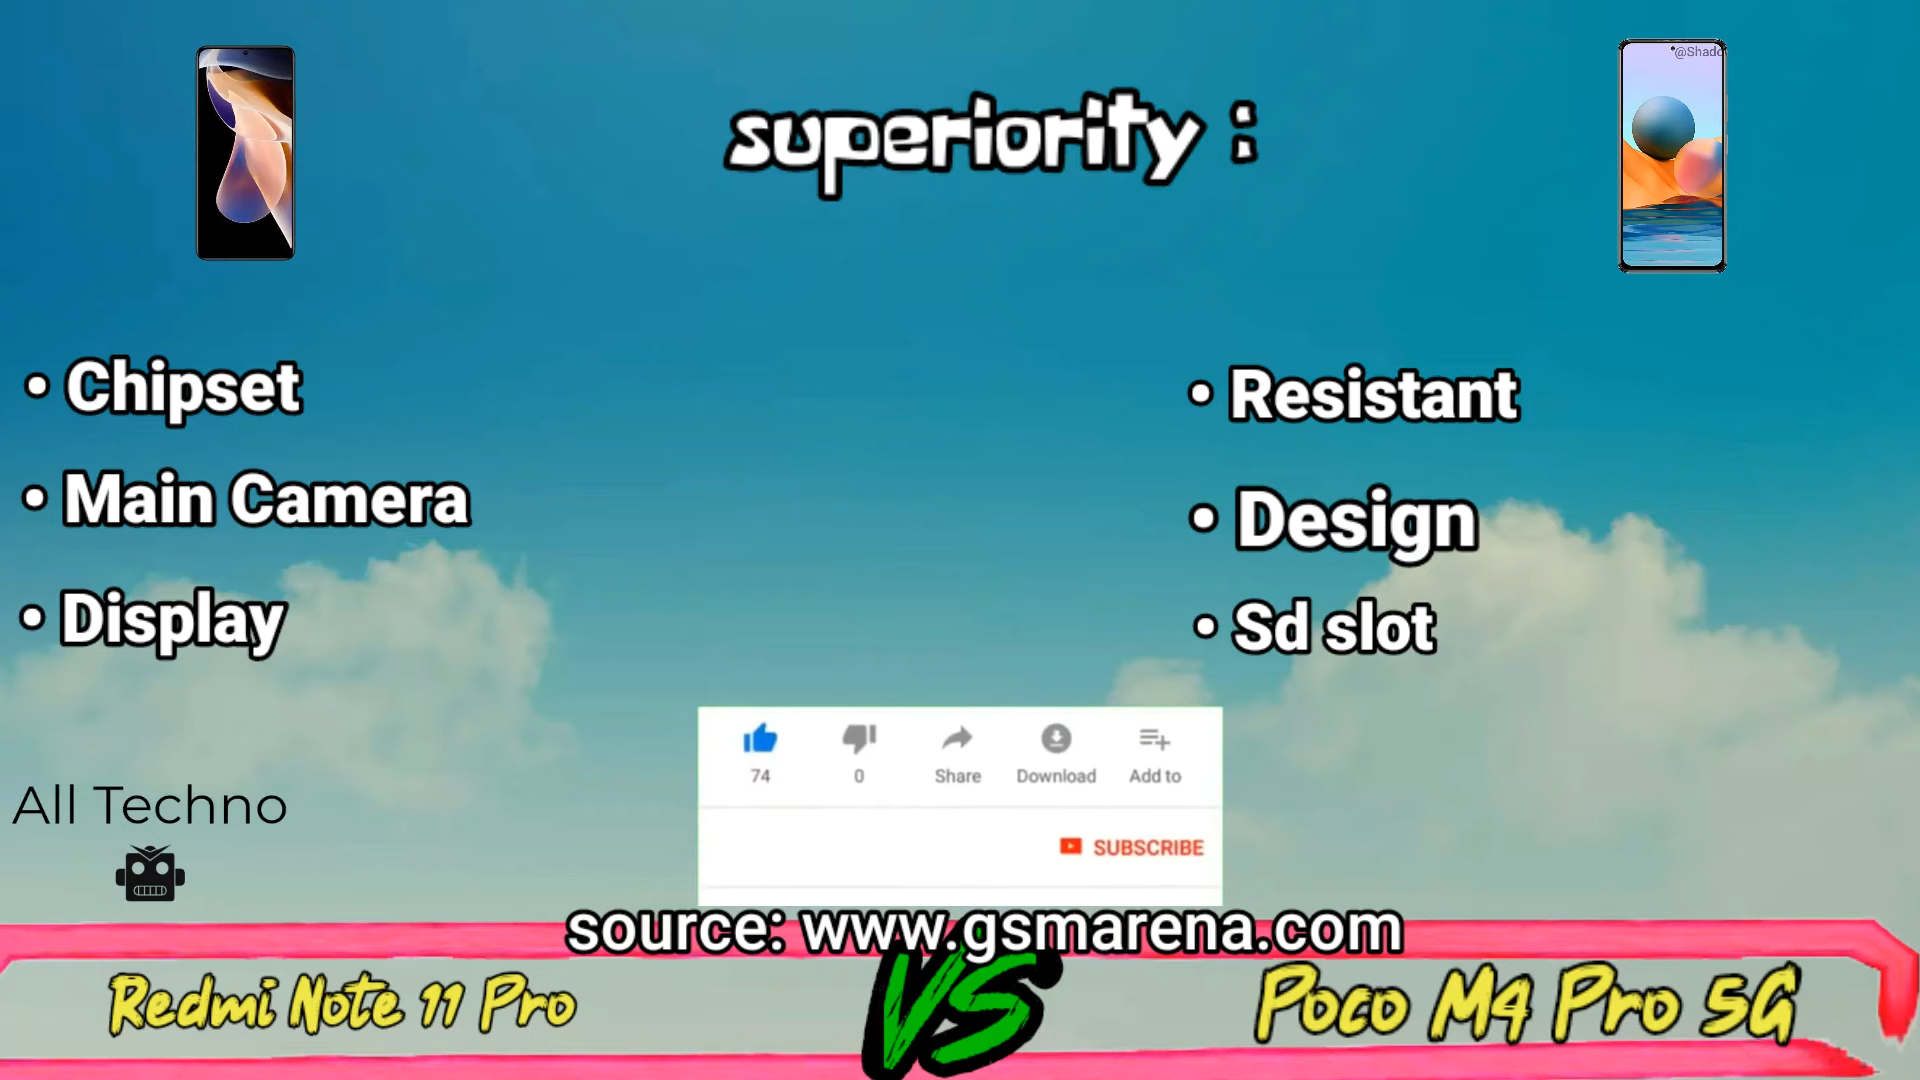 @Shado
superiority :
• Chipset
• Main Camera
• Display
• Resistant
• Design
• Sd slot
74
0
Share
Download
Add to
SUBSCRIBE
All Techno
source: www.gsmarena.com
Redmi Note 11 Pro
VS
Poco M4 Pro 5G